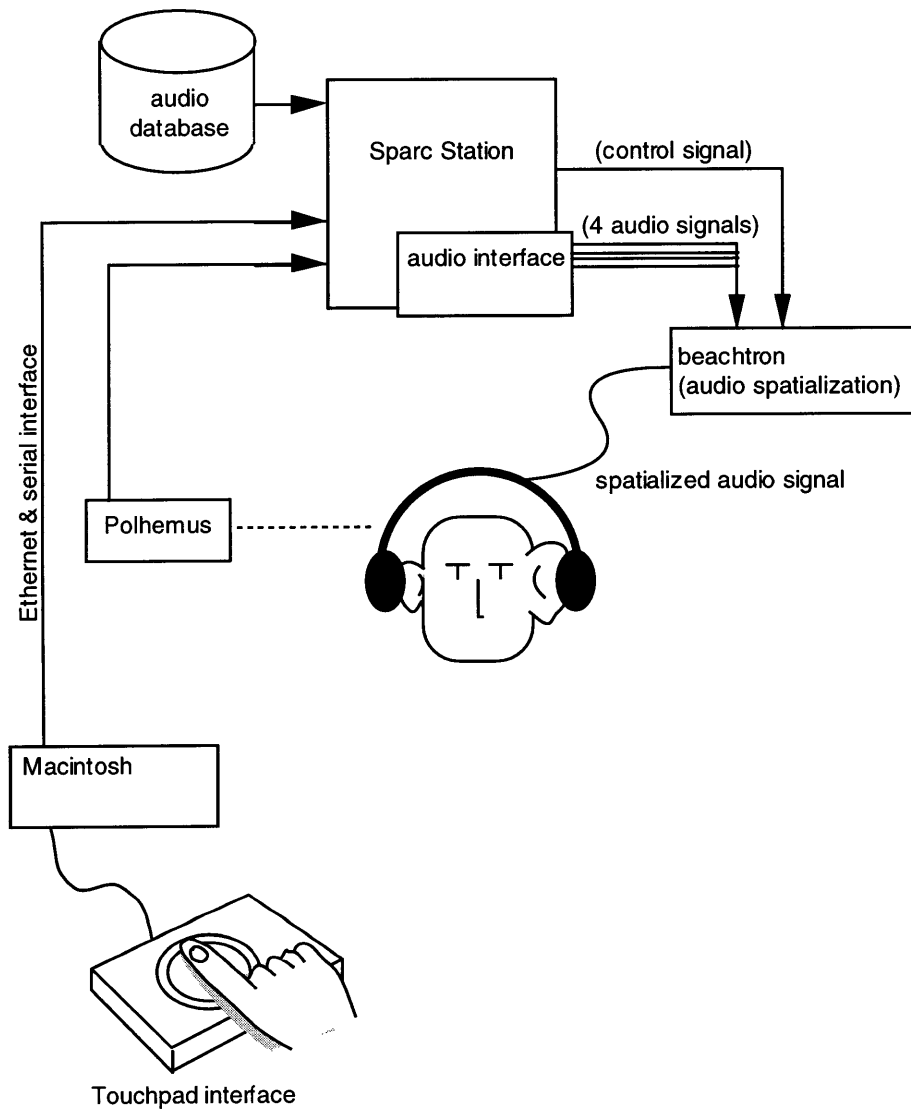 audio
database
Sparc Station
(control signal)
(4 audio signals)
audio interface
beachtron
(audio spatialization)
Ethernet & serial interface
spatialized audio signal
Polhemus
Macintosh
Touchpad interface